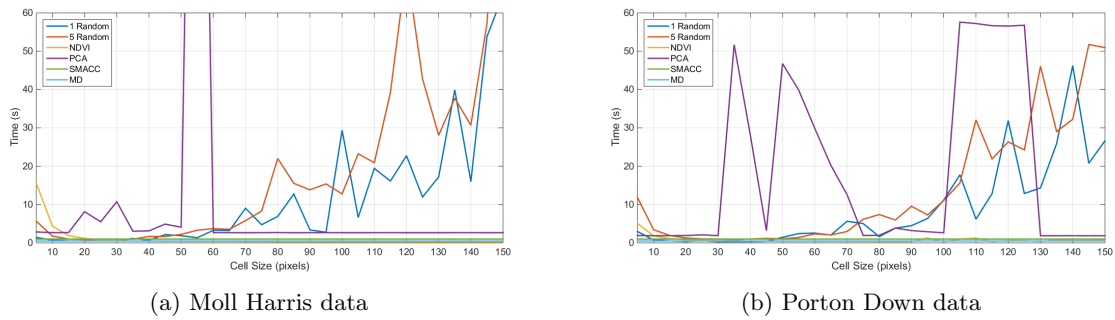 60
50
40
30
20
10
0
Time (s)
1 Random
5 Random
NDVI
PCA
SMACC
MD
10 20 30 40 50 60 70 80 90 100 110 120 130 140 150
Cell Size (pixels)
(a) Moll Harris data
60
50
40
30
20
10
0
Time (s)
1 Random
5 Random
NDVI
PCA
SMACC
MD
10 20 30 40 50 60 70 80 90 100 110 120 130 140 150
Cell Size (pixels)
(b) Porton Down data